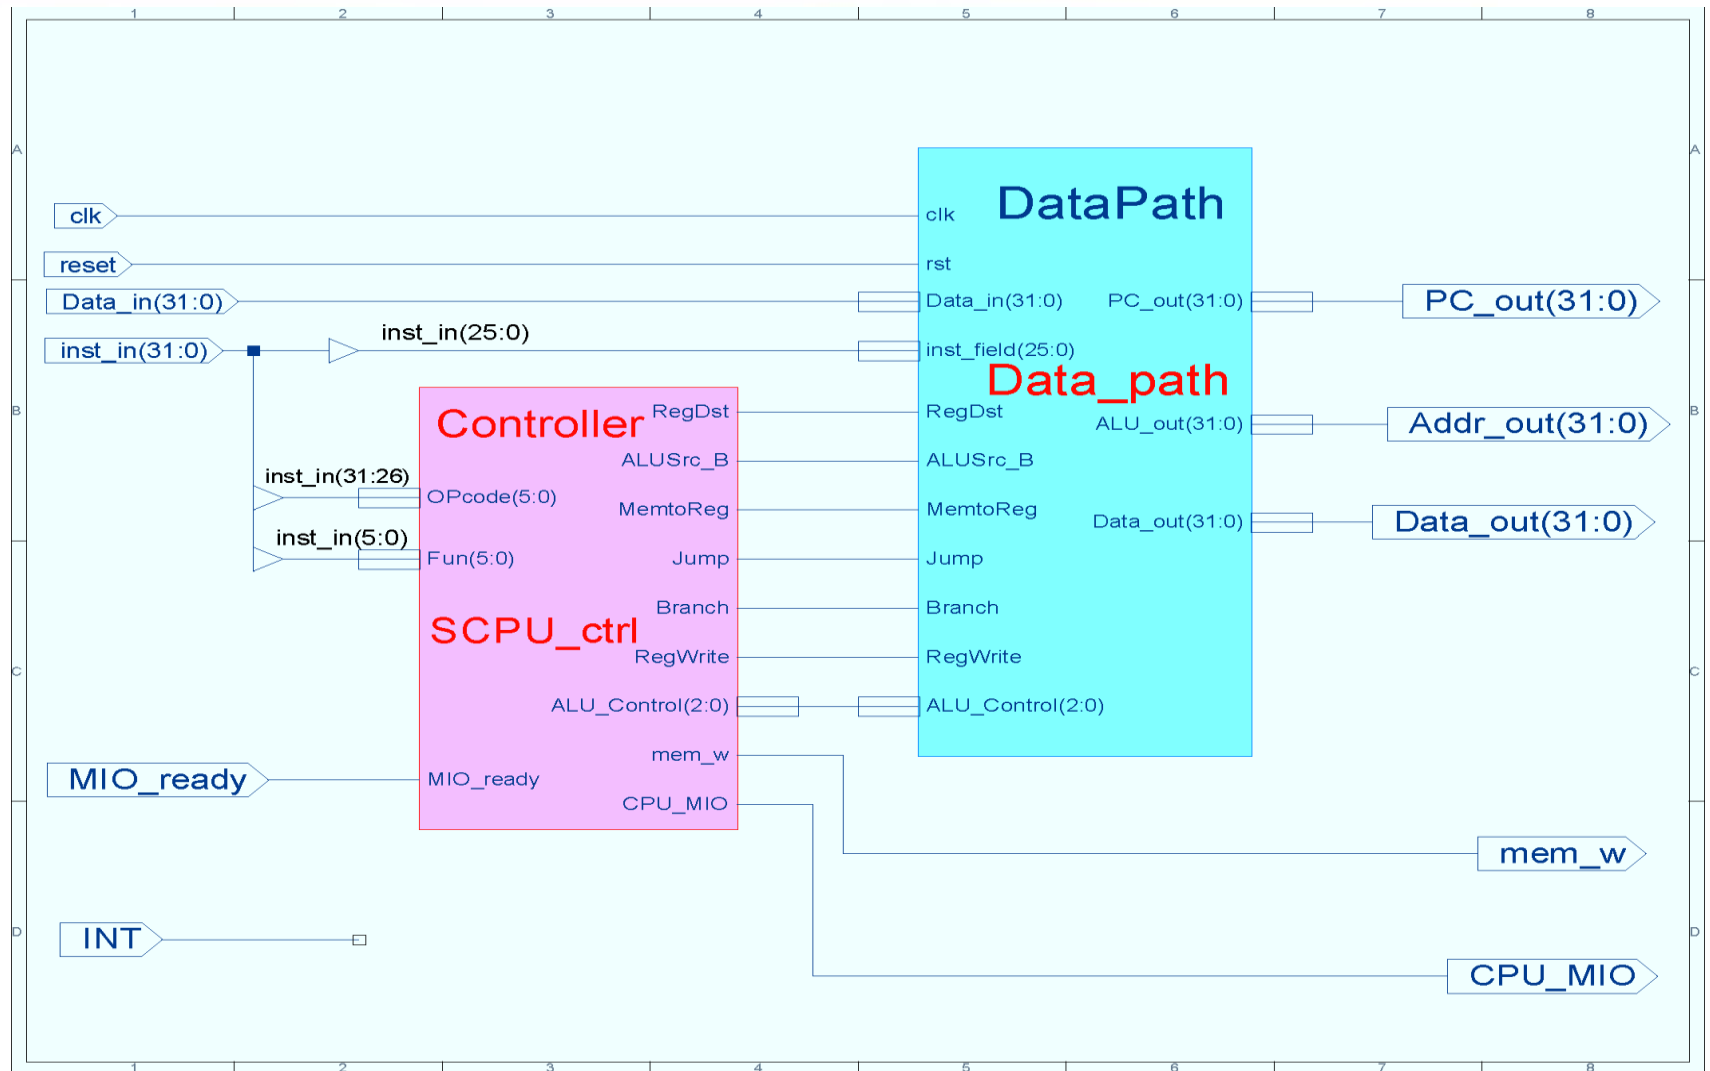 1 2 3 4 5 6 7 8
A A
DataPath
clk clk
reset rst
Data_in(31:0) Data_in(31:0) PC_out(31:0) PC_out(31:0)
inst_in(25:0)
inst_in(31:0) inst_field(25:0)
Data_path
Controller RegDst RegDst
B B
ALU_out(31:0) Addr_out(31:0)
ALUSrc_B ALUSrc_B
inst_in(31:26)
OPcode(5:0)
MemtoReg MemtoReg
Data_out(31:0) Data_out(31:0)
inst_in(5:0)
Fun(5:0) Jump Jump
Branch Branch
SCPU_ctrl
RegWrite RegWrite
C C
ALU_Control(2:0) ALU_Control(2:0)
mem_w
MIO_ready MIO_ready
CPU_MIO
mem_w
INT
D D
CPU_MIO
1 2 3 4 5 6 7 8